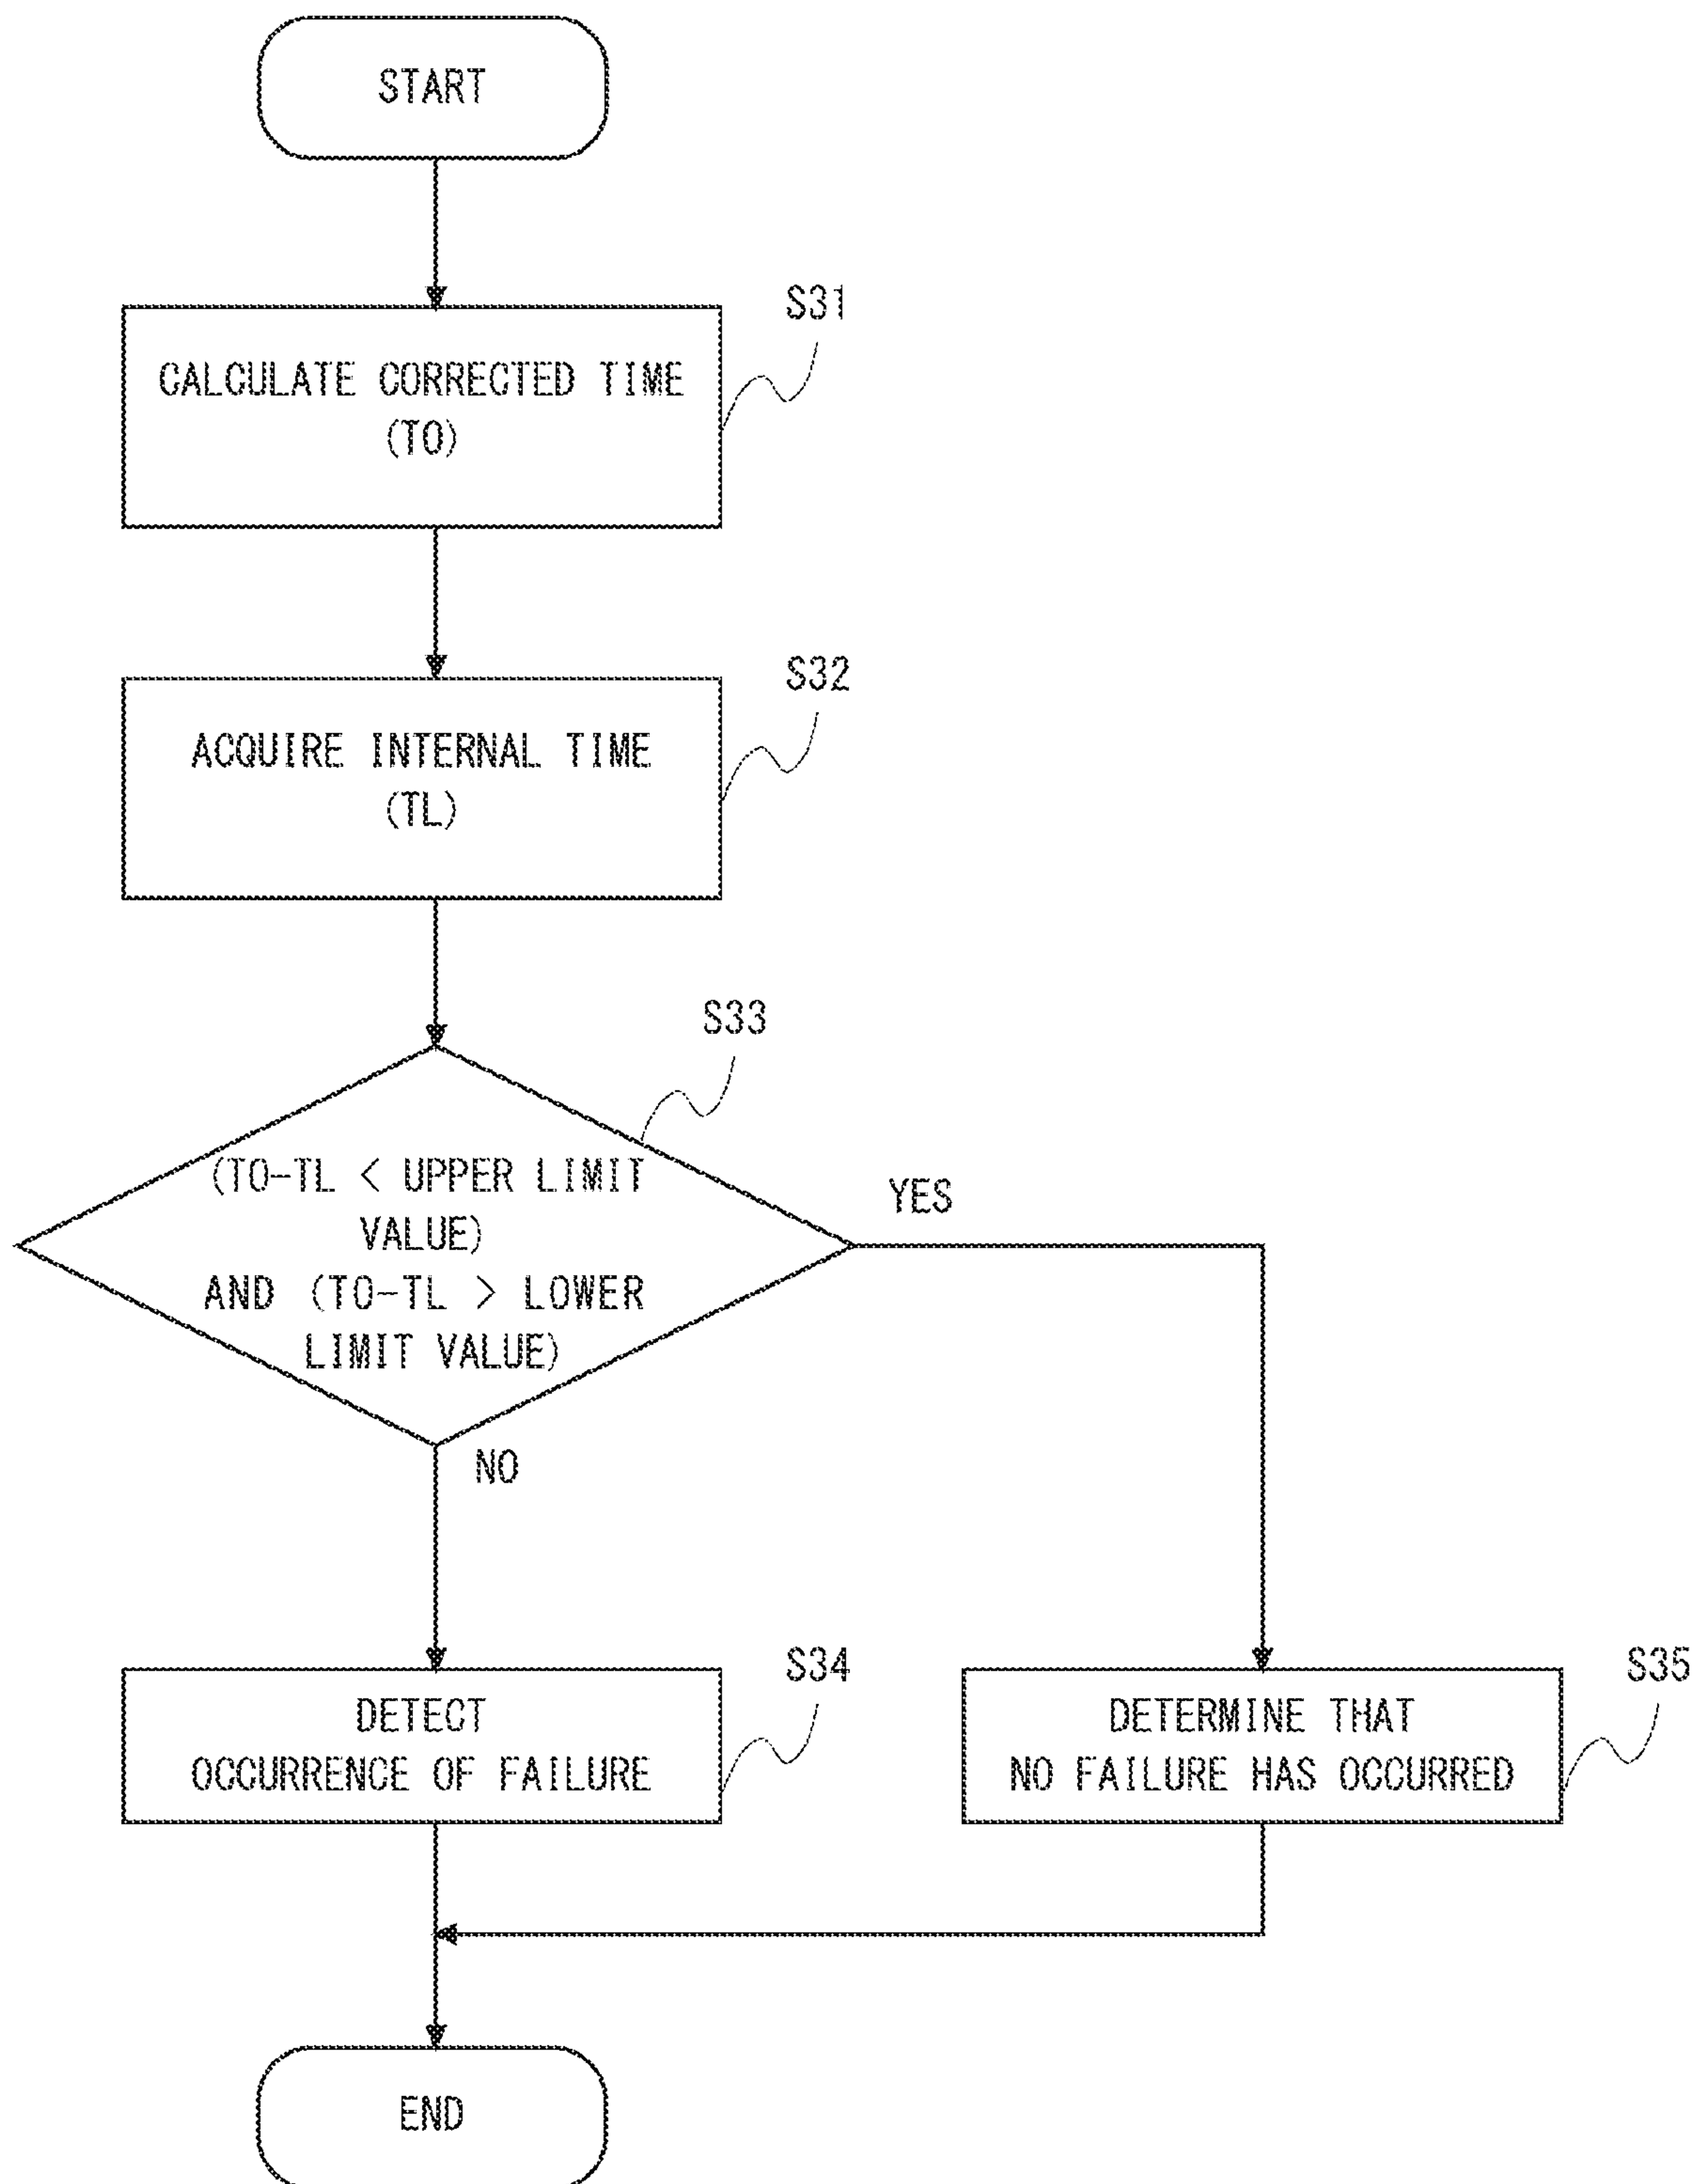 START
S31
CALCULATE CORRECTED TIME
(TO)
S32
ACQUIRE INTERNAL TIME
(TL)
S33
(TO-TL < UPPER LIMIT
VALUE)
AND (TO-TL > LOWER
LIMIT VALUE)
YES
NO
S34
DETECT
OCCURRENCE OF FAILURE
S35
DETERMINE THAT
NO FAILURE HAS OCCURRED
END